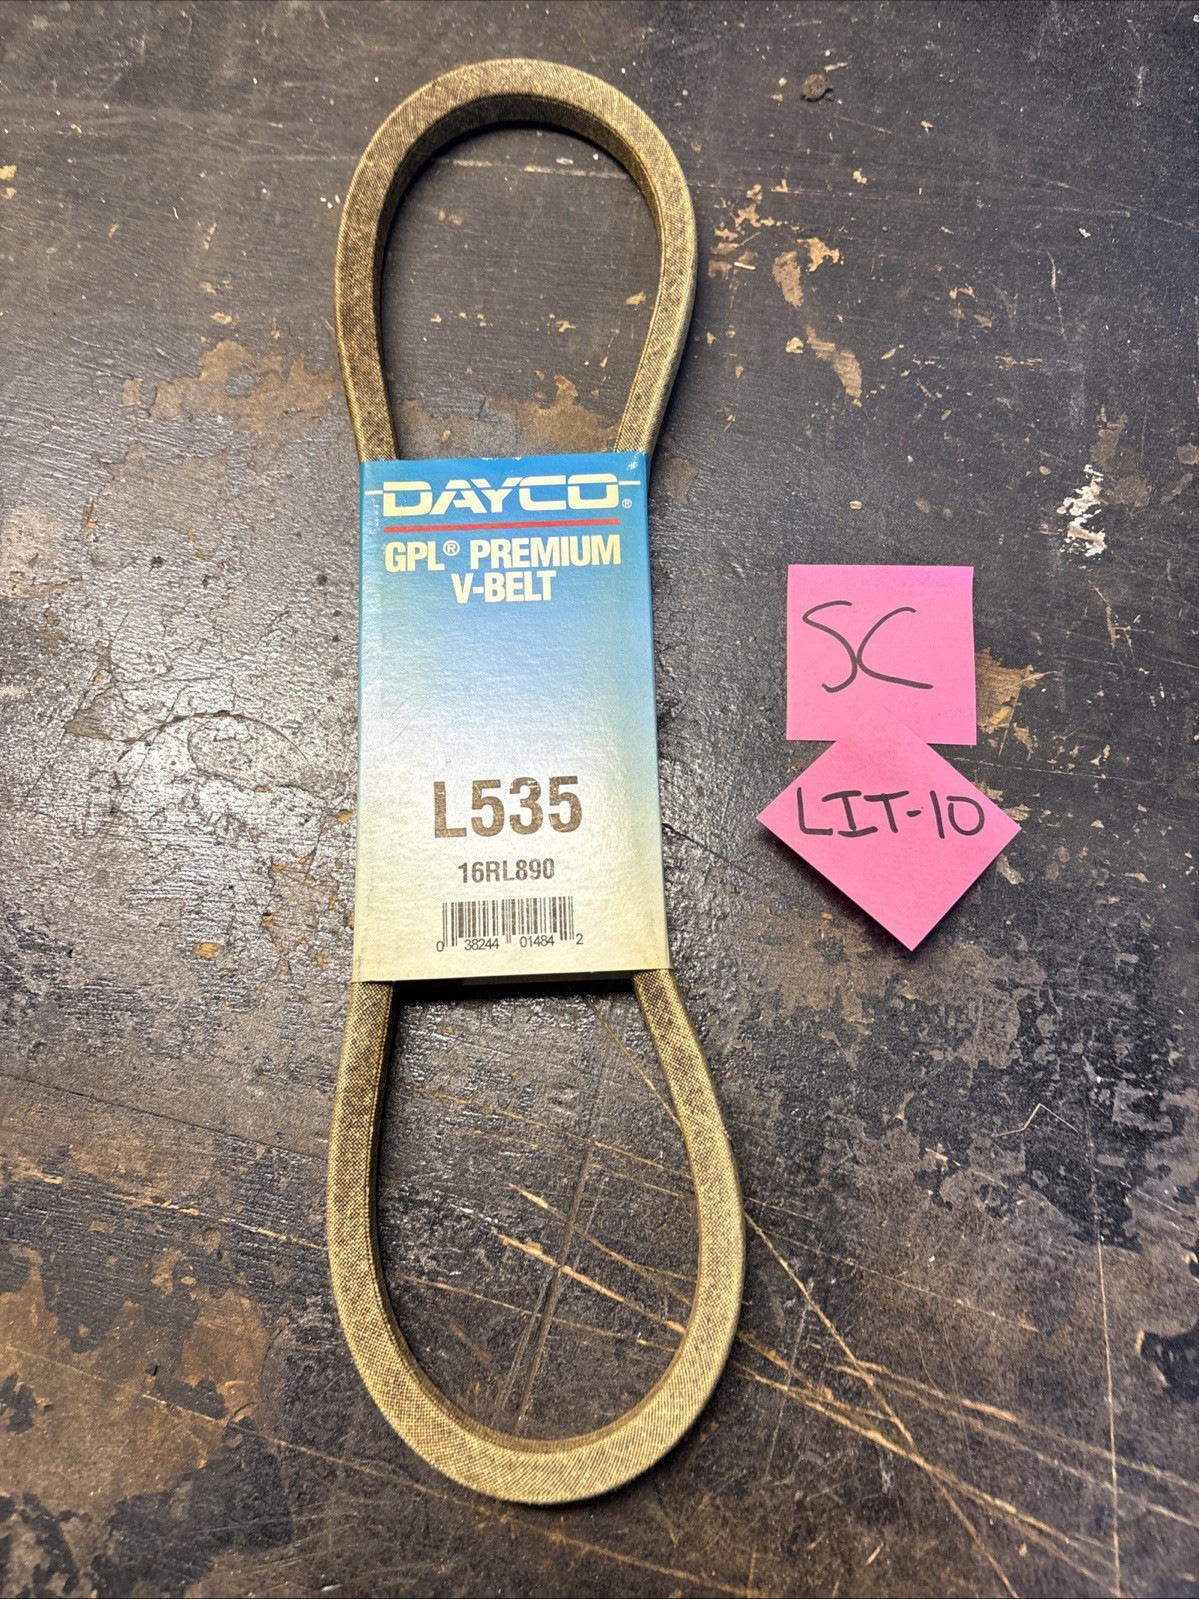 DAYCO®
GPL® PREMIUM
V-BELT
L535
16RL890
0 38244 01484 2
SC
LIT-10